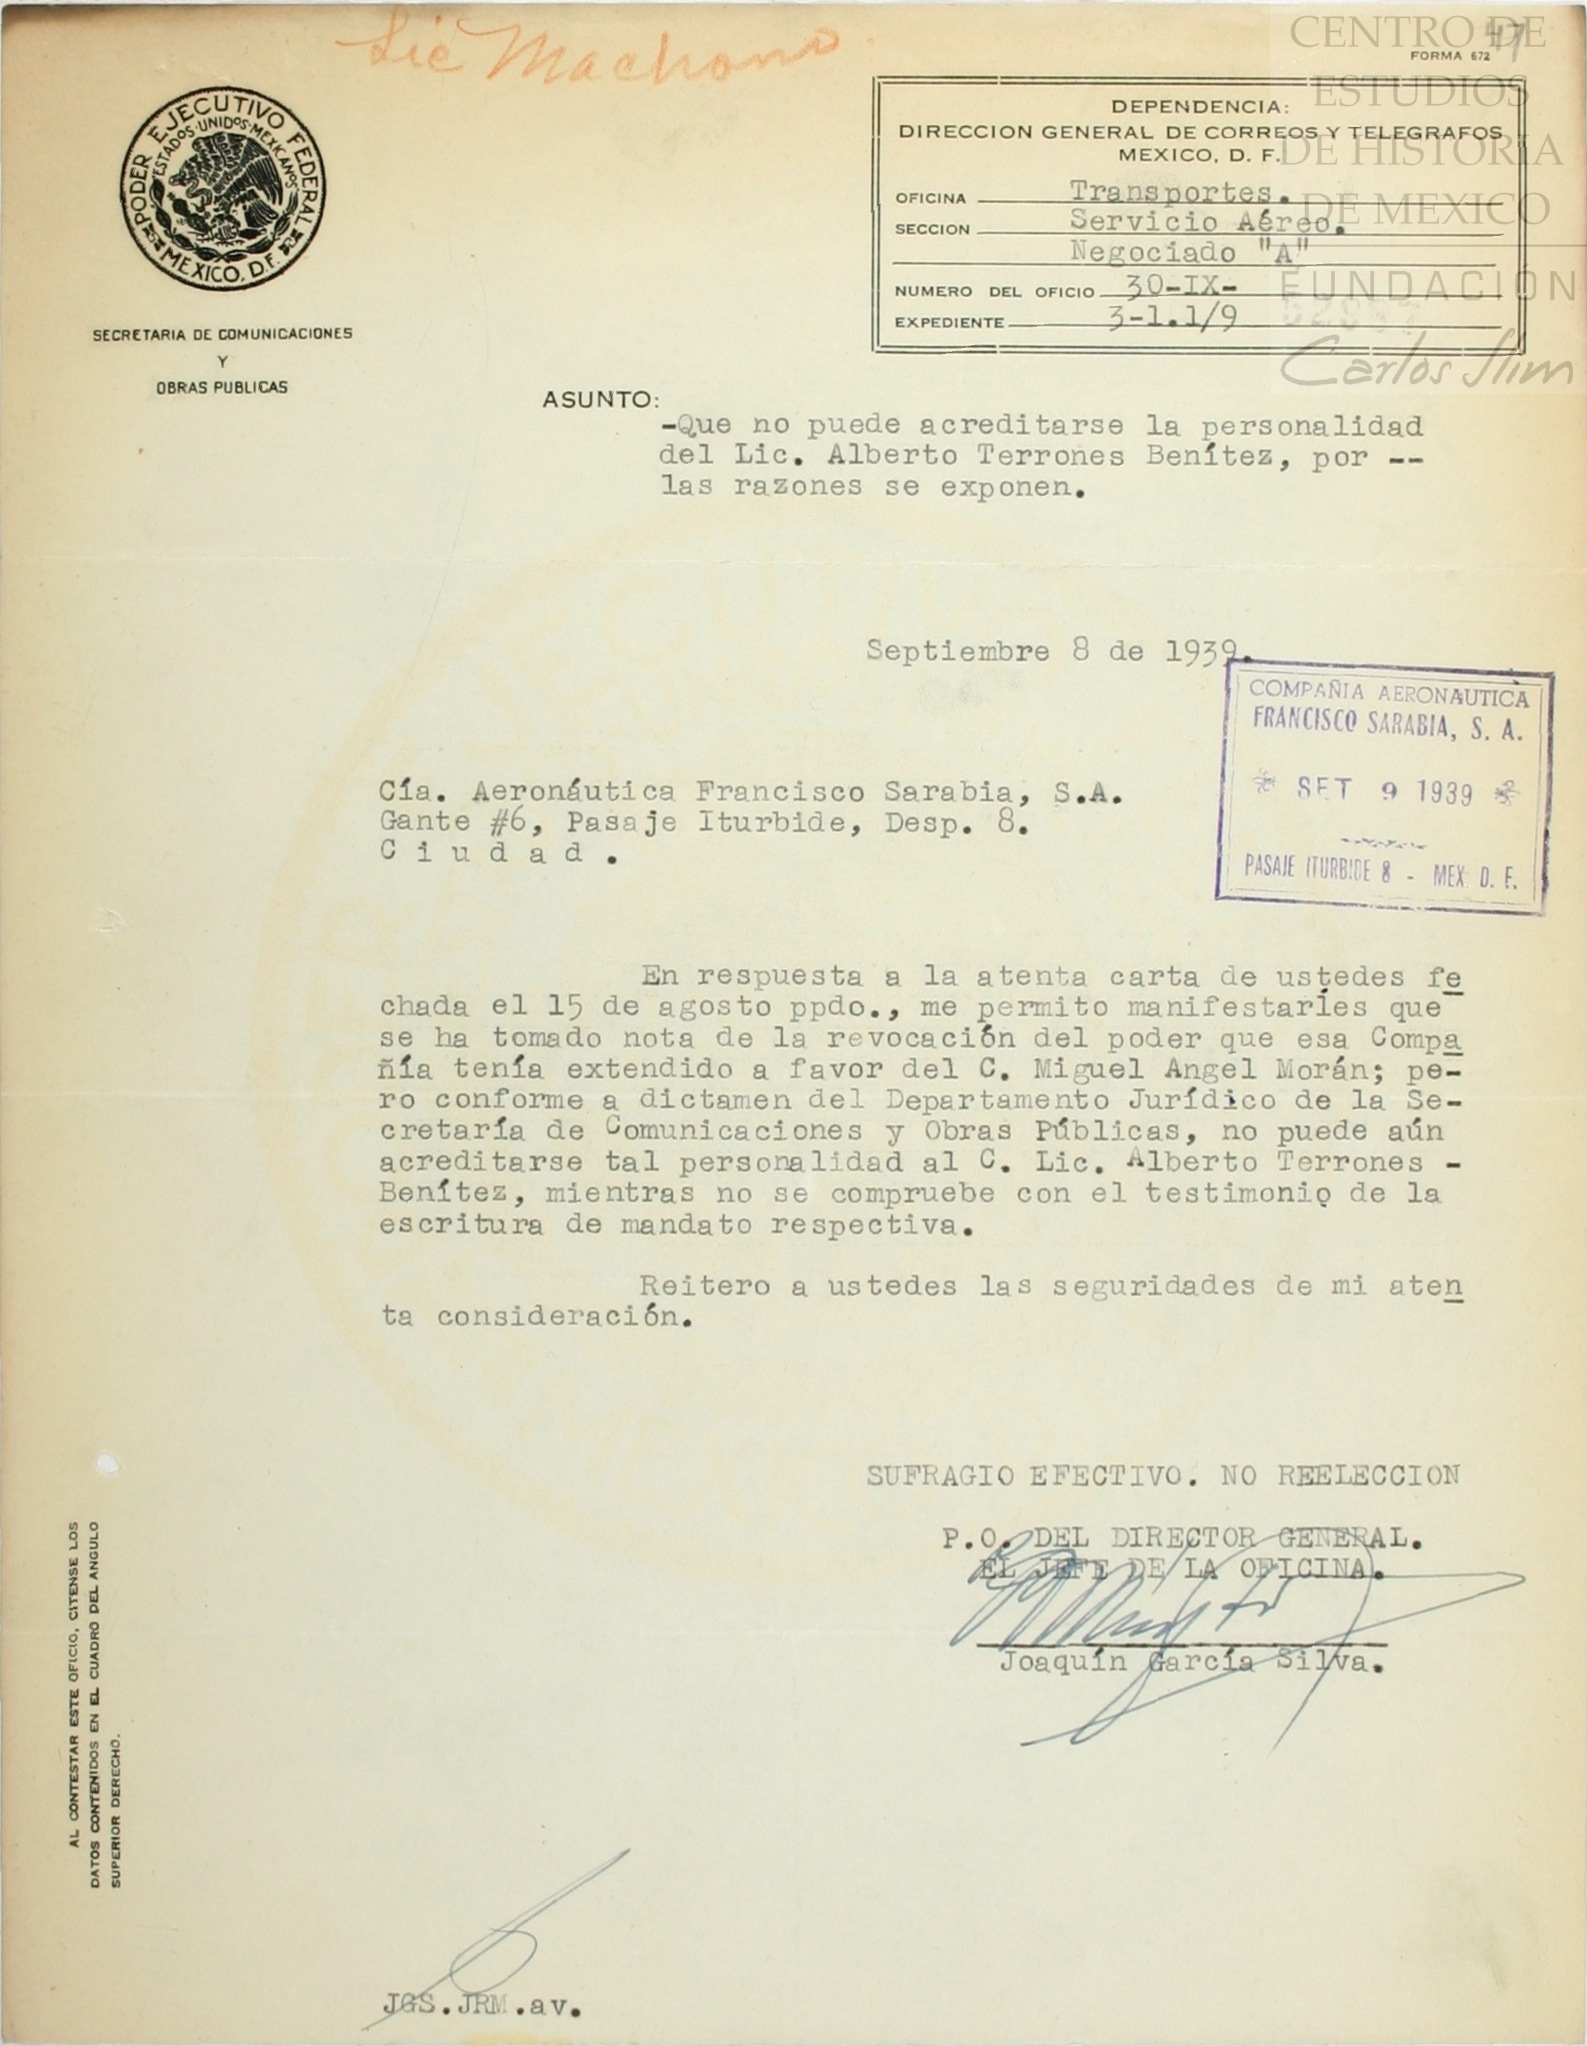 Lic Machono.
47
FORMA 672
CENTRO DE
ESTUDIOS
DE HISTORIA
DE MEXICO
FUNDACIÓN
Carlos Slim
PODER EJECUTIVO FEDERAL
ESTADOS·UNIDOS·MEXICANOS
MEXICO, D.F.
SECRETARIA DE COMUNICACIONES
Y
OBRAS PUBLICAS
DEPENDENCIA:
DIRECCION GENERAL DE CORREOS Y TELEGRAFOS
MEXICO, D. F.
OFICINA Transportes.
SECCION Servicio Aéreo.
Negociado "A"
NUMERO DEL OFICIO 30-IX-
EXPEDIENTE 3-1.1/9
ASUNTO:
-Que no puede acreditarse la personalidad
del Lic. Alberto Terrones Benítez, por --
las razones se exponen.
Septiembre 8 de 1939.
COMPAÑIA AERONAUTICA
FRANCISCO SARABIA, S. A.
* SET 9 1939 *
PASAJE ITURBIDE 8 - MEX. D. F.
Cía. Aeronáutica Francisco Sarabia, S.A.
Gante #6, Pasaje Iturbide, Desp. 8.
C i u d a d .
En respuesta a la atenta carta de ustedes fe
chada el 15 de agosto ppdo., me permito manifestaríes que
se ha tomado nota de la revocación del poder que esa Compa
ñía tenía extendido a favor del C. Miguel Angel Morán; pe-
ro conforme a dictamen del Departamento Jurídico de la Se-
cretaría de Comunicaciones y Obras Públicas, no puede aún
acreditarse tal personalidad al C. Lic. Alberto Terrones -
Benítez, mientras no se compruebe con el testimonio de la
escritura de mandato respectiva.
Reitero a ustedes las seguridades de mi aten
ta consideración.
SUFRAGIO EFECTIVO. NO REELECCION
P.O. DEL DIRECTOR GENERAL.
EL JEFE DE LA OFICINA.
Joaquín García Silva.
AL CONTESTAR ESTE OFICIO, CITENSE LOS
DATOS CONTENIDOS EN EL CUADRO DEL ANGULO
SUPERIOR DERECHO.
JGS.JRM.av.